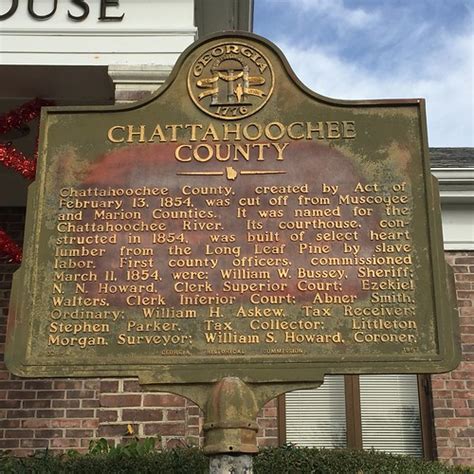 OUSE
GEORGIA
1776
CHATTAHOOCHEE
COUNTY
Chattahoochee County, created by Act of
February 13, 1854, was cut off from Muscogee
and Marion Counties. It was named for the
Chattahoochee River. Its courthouse, con-
structed in 1854, was built of select heart
lumber from the Long Leaf Pine by slave
labor. First county officers, commissioned
March 11, 1854, were: William W. Bussey, Sheriff;
N. N. Howard, Clerk Superior Court; Ezekiel
Walters, Clerk Inferior Court; Abner Smith,
Ordinary; William H. Askew, Tax Receiver;
Stephen Parker, Tax Collector; Littleton
Morgan, Surveyor; William S. Howard, Coroner.
GEORGIA HISTORICAL COMMISSION